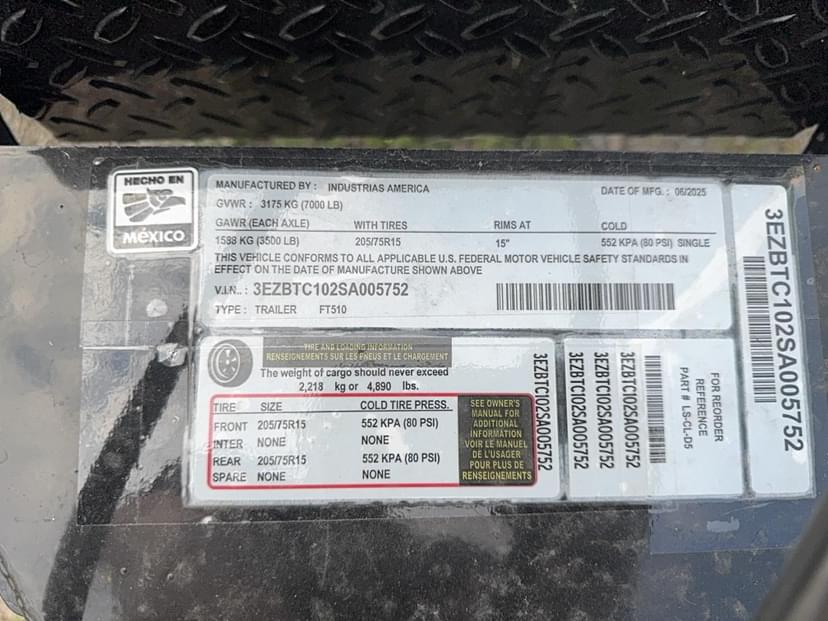 HECHO EN
MÉXICO
MANUFACTURED BY : INDUSTRIAS AMERICA
DATE OF MFG. : 06/2025
GVWR : 3175 KG (7000 LB)
GAWR (EACH AXLE) WITH TIRES RIMS AT COLD
1588 KG (3500 LB) 205/75R15 15" 552 KPA (80 PSI) SINGLE
THIS VEHICLE CONFORMS TO ALL APPLICABLE U.S. FEDERAL MOTOR VEHICLE SAFETY STANDARDS IN
EFFECT ON THE DATE OF MANUFACTURE SHOWN ABOVE
V.I.N.. : 3EZBTC102SA005752
TYPE : TRAILER FT510
TIRE AND LOADING INFORMATION
RENSEIGNEMENTS SUR LES PNEUS ET LE CHARGEMENT
The weight of cargo should never exceed
2,218 kg or 4,890 lbs.
TIRE SIZE COLD TIRE PRESS.
FRONT 205/75R15 552 KPA (80 PSI)
INTER NONE NONE
REAR 205/75R15 552 KPA (80 PSI)
SPARE NONE NONE
SEE OWNER'S
MANUAL FOR
ADDITIONAL
INFORMATION
VOIR LE MANUEL
DE L'USAGER
POUR PLUS DE
RENSEIGNEMENTS
3EZBTC102SA005752
3EZBTC102SA005752
3EZBTC102SA005752
3EZBTC102SA005752
FOR REORDER
REFERENCE
PART # LS-CL-D5
3EZBTC102SA005752